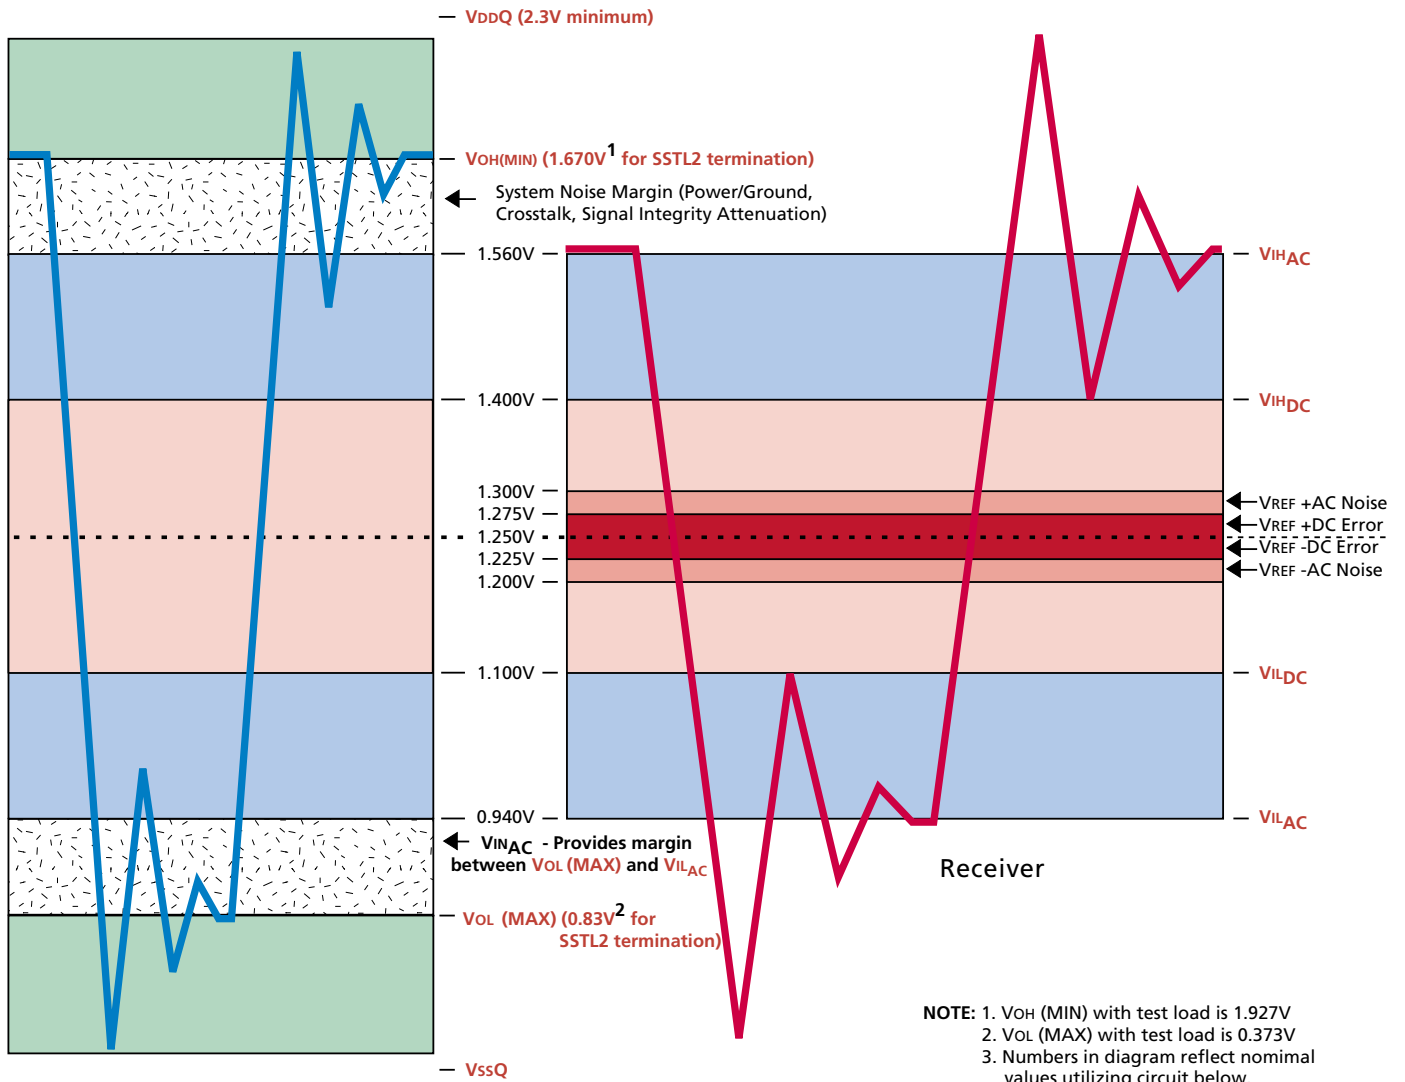 VDDQ (2.3V minimum)
VOH(MIN) (1.670V1 for SSTL2 termination)
System Noise Margin (Power/Ground,
Crosstalk, Signal Integrity Attenuation)
1.560V
VIHAC
1.400V
VIHDC
1.300V
VREF +AC Noise
1.275V
VREF +DC Error
1.250V
VREF -DC Error
1.225V
VREF -AC Noise
1.200V
1.100V
VILDC
0.940V
VILAC
VINAC - Provides margin
between VOL (MAX) and VILAC
Receiver
VOL (MAX) (0.83V2 for
SSTL2 termination)
NOTE: 1. VOH (MIN) with test load is 1.927V
2. VOL (MAX) with test load is 0.373V
3. Numbers in diagram reflect nomimal
values utilizing circuit below
VSSQ